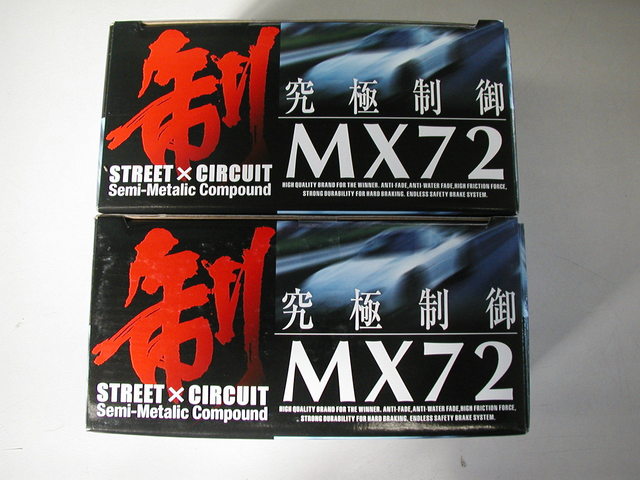 制
究極制御
MX72
STREET×CIRCUIT
Semi-Metalic Compound
HIGH QUALITY BRAND FOR THE WINNER. ANTI-FADE,ANTI-WATER FADE,HIGH FRICTION FORCE,
STRONG DURABILITY FOR HARD BRAKING. ENDLESS SAFETY BRAKE SYSTEM.
制
究極制御
MX72
STREET×CIRCUIT
Semi-Metalic Compound
HIGH QUALITY BRAND FOR THE WINNER. ANTI-FADE,ANTI-WATER FADE,HIGH FRICTION FORCE,
STRONG DURABILITY FOR HARD BRAKING. ENDLESS SAFETY BRAKE SYSTEM.